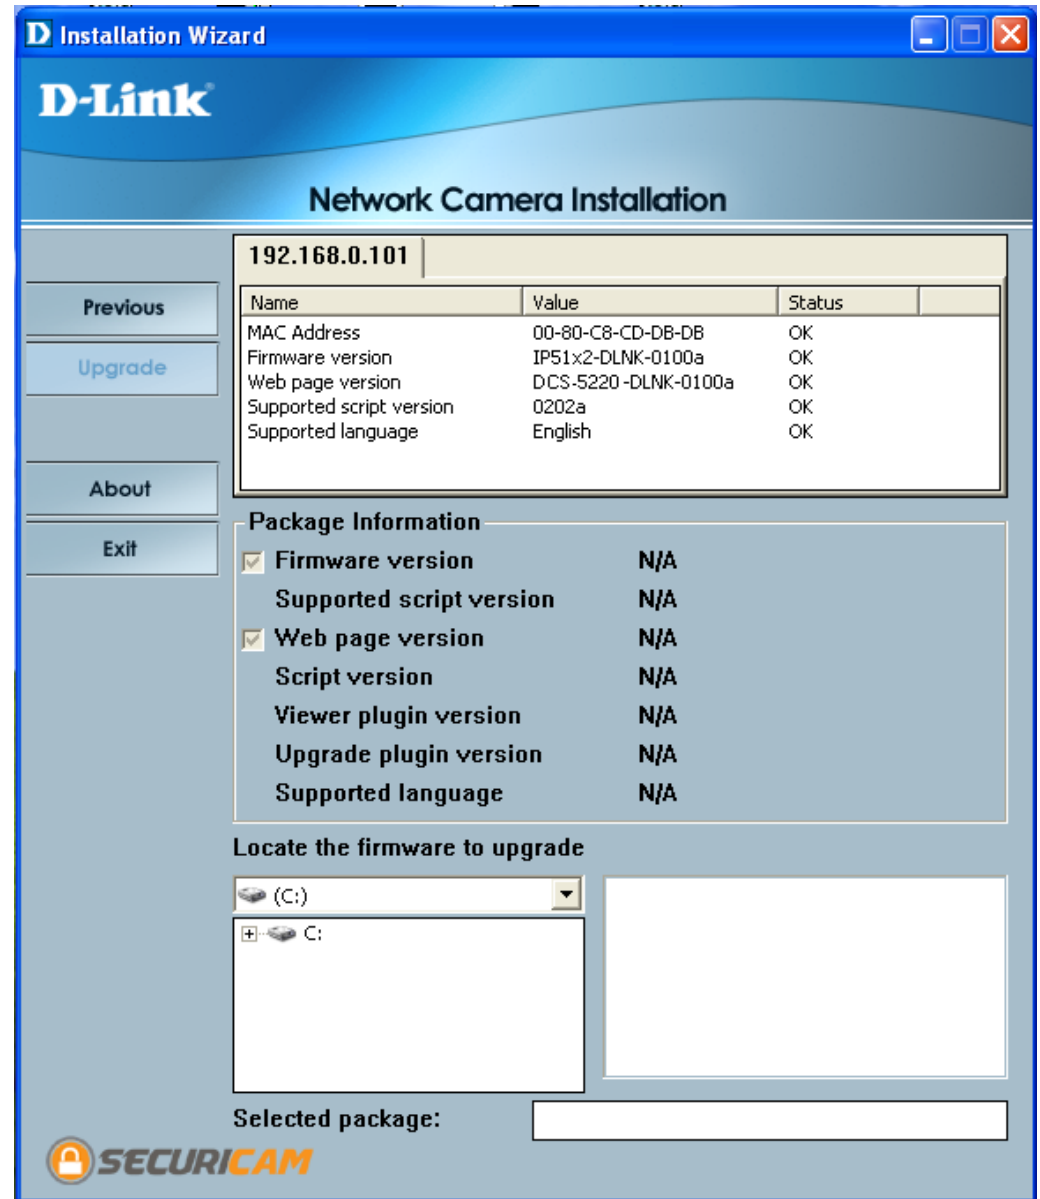 D Installation Wizard
D-Link
Network Camera Installation
192.168.0.101
Previous
Upgrade
About
Exit
Name Value Status
MAC Address 00-80-C8-CD-DB-DB OK
Firmware version IP51x2-DLNK-0100a OK
Web page version DCS-5220-DLNK-0100a OK
Supported script version 0202a OK
Supported language English OK
Package Information
Firmware version N/A
Supported script version N/A
Web page version N/A
Script version N/A
Viewer plugin version N/A
Upgrade plugin version N/A
Supported language N/A
Locate the firmware to upgrade
(C:)
C:
Selected package:
SECURICAM